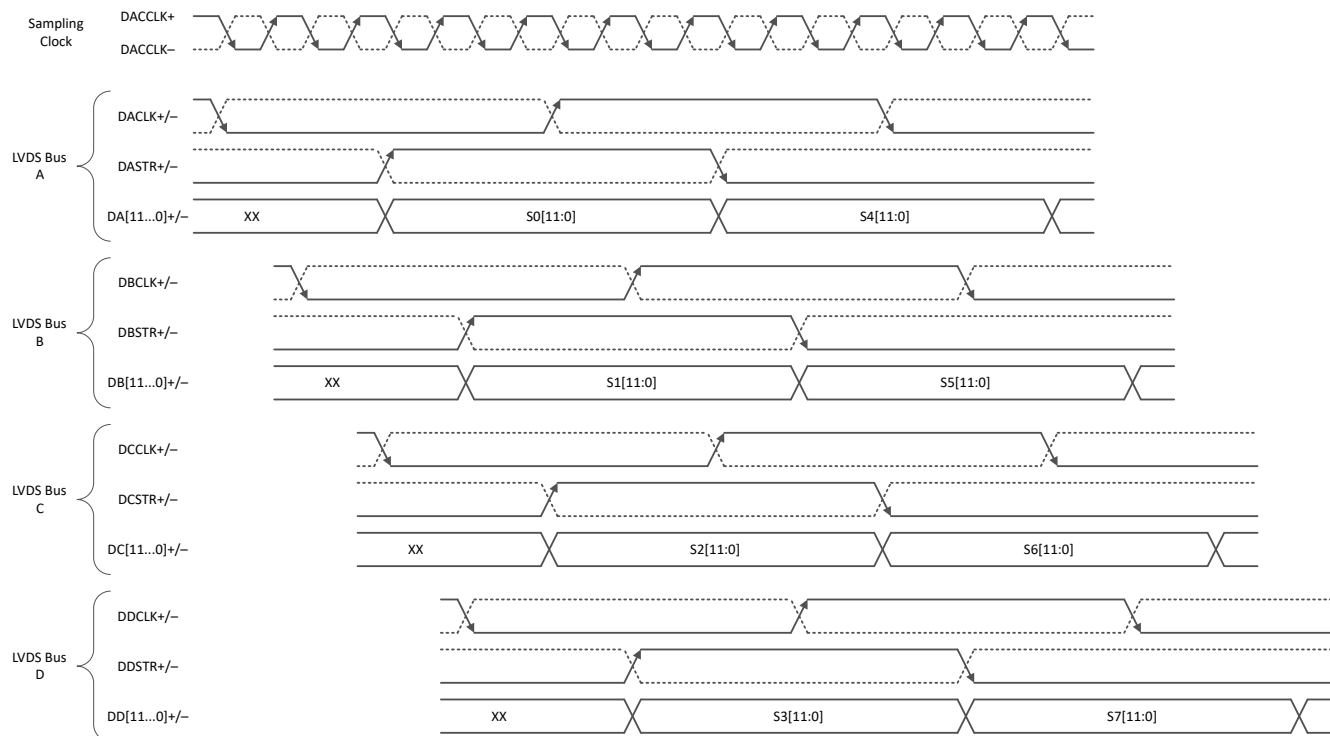 Sampling
Clock
DACCLK+
DACCLK–
LVDS Bus
A
DACLK+/–
DASTR+/–
DA[11...0]+/–
XX
S0[11:0]
S4[11:0]
LVDS Bus
B
DBCLK+/–
DBSTR+/–
DB[11...0]+/–
XX
S1[11:0]
S5[11:0]
LVDS Bus
C
DCCLK+/–
DCSTR+/–
DC[11...0]+/–
XX
S2[11:0]
S6[11:0]
LVDS Bus
D
DDCLK+/–
DDSTR+/–
DD[11...0]+/–
XX
S3[11:0]
S7[11:0]